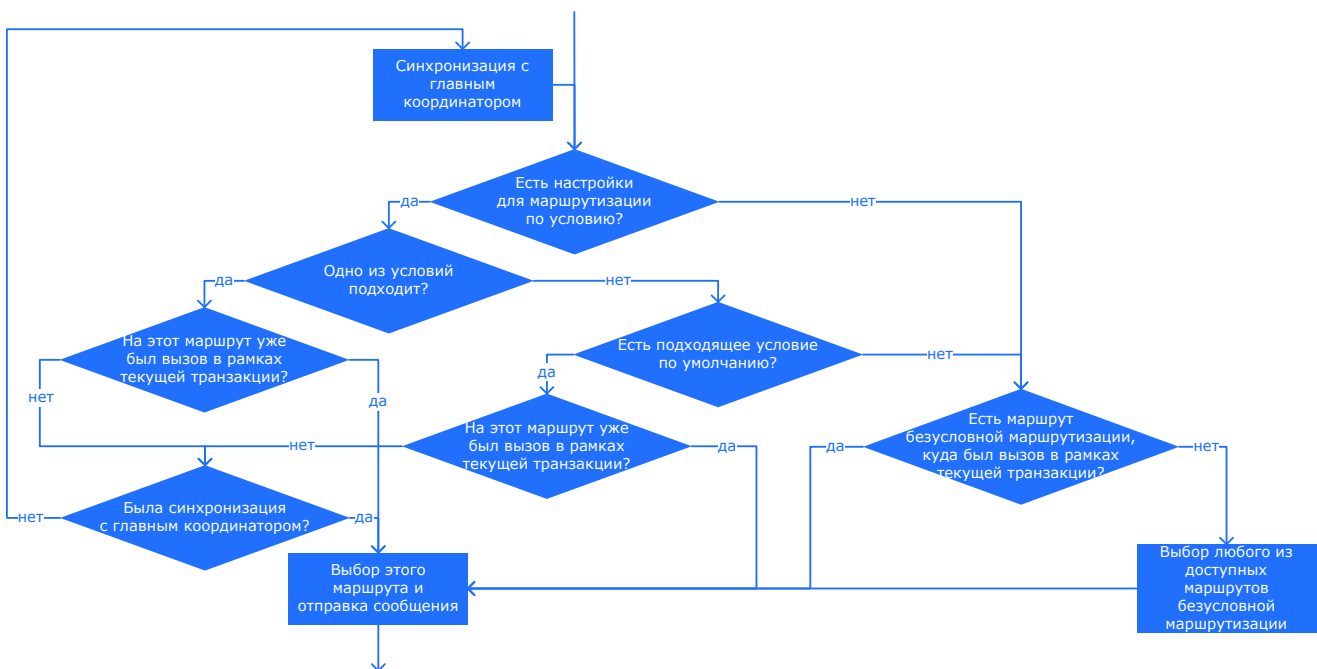 Синхронизация с
главным
координатором
Есть настройки
для маршрутизации
по условию?
да
нет
Одно из условий
подходит?
да
нет
На этот маршрут уже
был вызов в рамках
текущей транзакции?
Есть подходящее условие
по умолчанию?
нет
да
нет
да
На этот маршрут уже
был вызов в рамках
текущей транзакции?
нет
да
Есть маршрут
безусловной маршрутизации,
куда был вызов в рамках
текущей транзакции?
да
нет
Была синхронизация
с главным координатором?
нет
да
Выбор этого
маршрута и
отправка сообщения
Выбор любого из
доступных
маршрутов
безусловной
маршрутизации